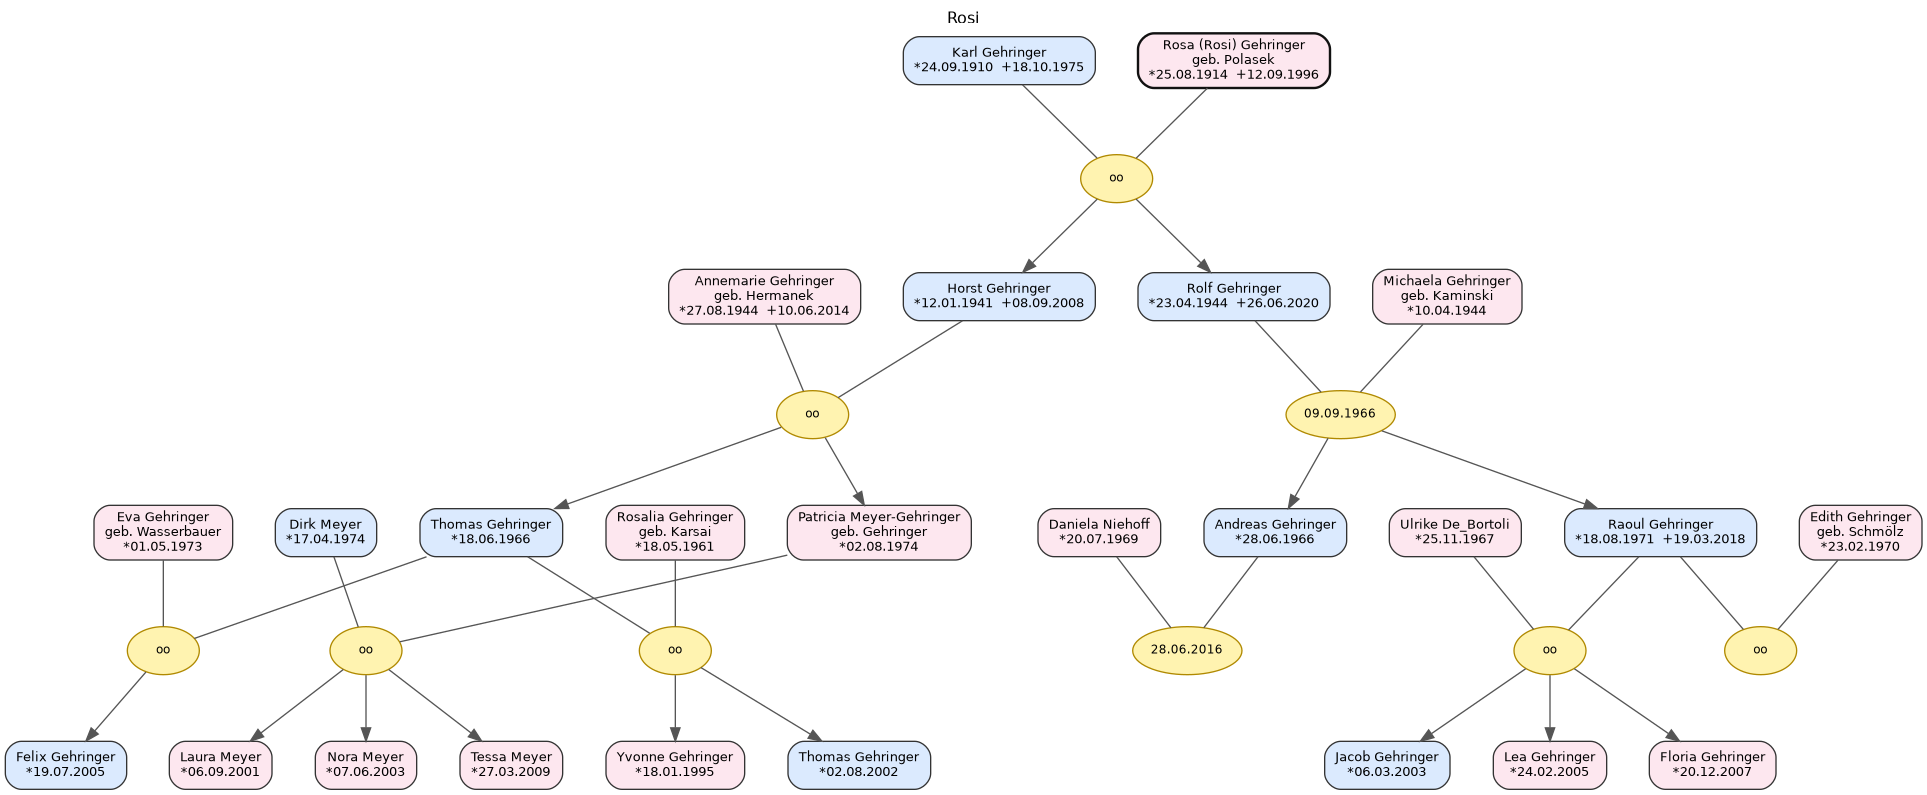 Rosi
Karl Gehringer
*24.09.1910  +18.10.1975
Rosa (Rosi) Gehringer
geb. Polasek
*25.08.1914  +12.09.1996
oo
Annemarie Gehringer
geb. Hermanek
*27.08.1944  +10.06.2014
Horst Gehringer
*12.01.1941  +08.09.2008
Rolf Gehringer
*23.04.1944  +26.06.2020
Michaela Gehringer
geb. Kaminski
*10.04.1944
oo
09.09.1966
Eva Gehringer
geb. Wasserbauer
*01.05.1973
Dirk Meyer
*17.04.1974
Thomas Gehringer
*18.06.1966
Rosalia Gehringer
geb. Karsai
*18.05.1961
Patricia Meyer-Gehringer
geb. Gehringer
*02.08.1974
Daniela Niehoff
*20.07.1969
Andreas Gehringer
*28.06.1966
Ulrike De_Bortoli
*25.11.1967
Raoul Gehringer
*18.08.1971  +19.03.2018
Edith Gehringer
geb. Schmölz
*23.02.1970
oo
oo
oo
28.06.2016
oo
oo
Felix Gehringer
*19.07.2005
Laura Meyer
*06.09.2001
Nora Meyer
*07.06.2003
Tessa Meyer
*27.03.2009
Yvonne Gehringer
*18.01.1995
Thomas Gehringer
*02.08.2002
Jacob Gehringer
*06.03.2003
Lea Gehringer
*24.02.2005
Floria Gehringer
*20.12.2007